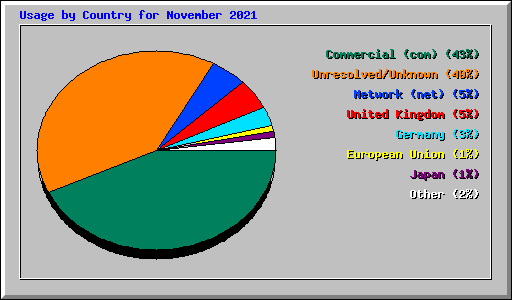 Usage by Country for November 2021
Commercial (com) (43%)
Unresolved/Unknown (40%)
Network (net) (5%)
United Kingdom (5%)
Germany (3%)
European Union (1%)
Japan (1%)
Other (2%)